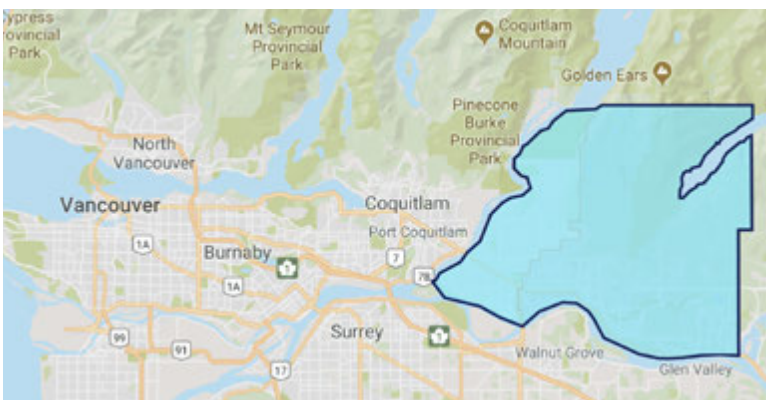 ypress
rovincial
Park
Mt Seymour
Provincial
Park
Coquitlam
Mountain
Golden Ears
Pinecone
Burke
Provincial
Park
North
Vancouver
Vancouver
Coquitlam
Port Coquitlam
1A
Burnaby
1
7
7B
1A
Surrey
1
99
91
17
Walnut Grove
Glen Valley